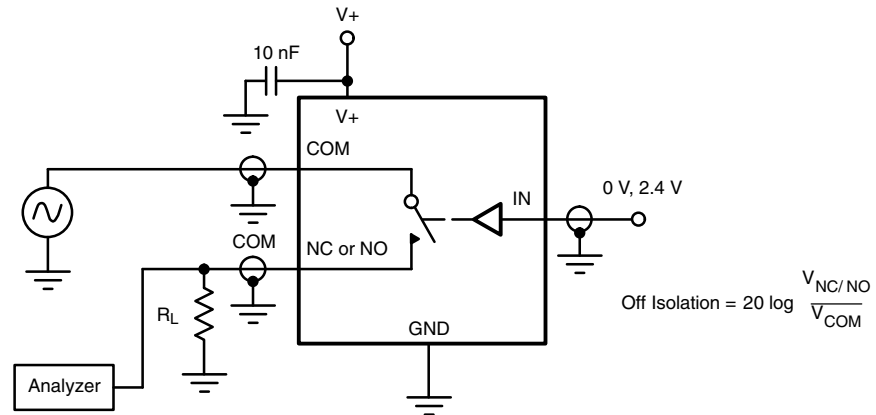 V+
10 nF
V+
COM
IN
0 V, 2.4 V
COM
NC or NO
Off Isolation = 20 log V_NC/ NO / V_COM
R_L
GND
Analyzer